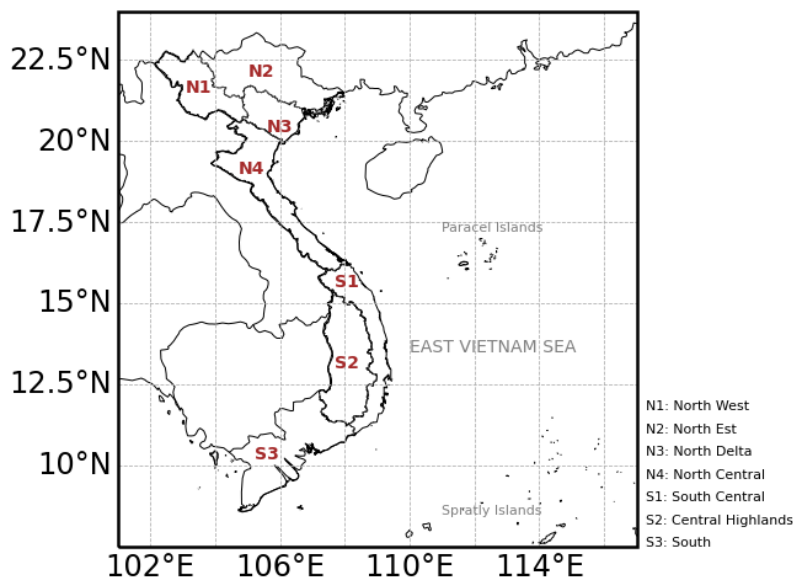 22.5°N
N1
N2
20°N
N3
N4
17.5°N
Paracel Islands
15°N
S1
EAST VIETNAM SEA
12.5°N
S2
10°N
S3
Spratly Islands
102°E
106°E
110°E
114°E
N1: North West
N2: North Est
N3: North Delta
N4: North Central
S1: South Central
S2: Central Highlands
S3: South